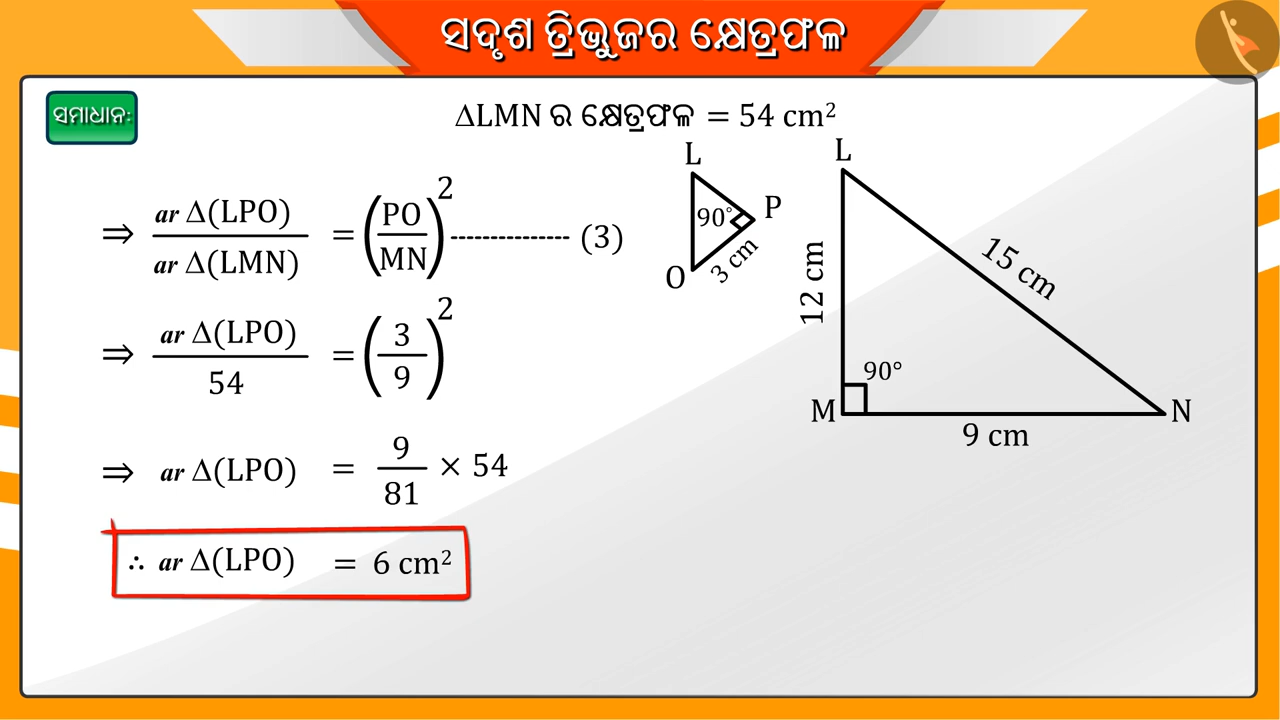 ସଦୃଶ ତ୍ରିଭୁଜର କ୍ଷେତ୍ରଫଳ
ସମାଧାନ:
ΔLMN ର କ୍ଷେତ୍ରଫଳ = 54 cm²
⇒ ar Δ(LPO) / ar Δ(LMN) = (PO/MN)² --------------- (3)
⇒ ar Δ(LPO) / 54 = (3/9)²
⇒ ar Δ(LPO) = 9/81 × 54
∴ ar Δ(LPO) = 6 cm²
L
90°
P
O
3 cm
L
12 cm
15 cm
90°
M
N
9 cm